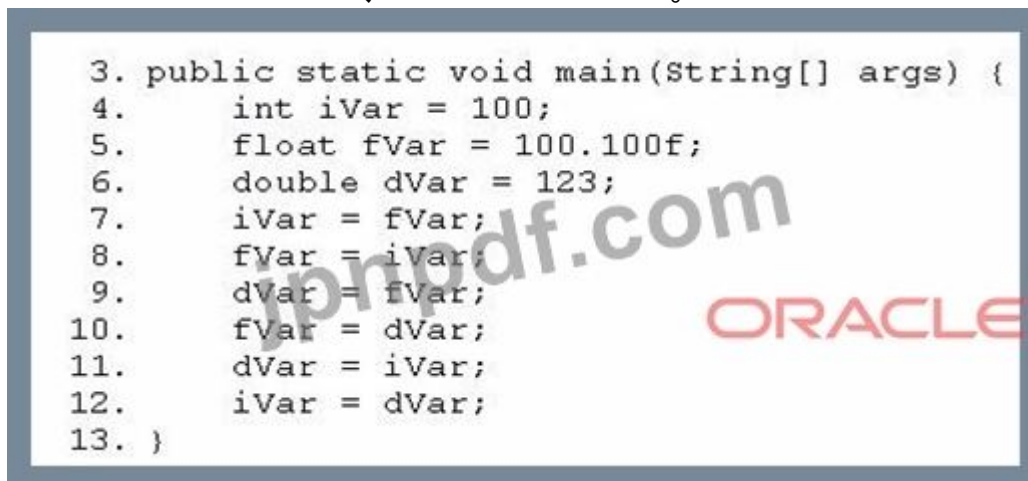 3. public static void main(String[] args) {
4. int iVar = 100;
5. float fVar = 100.100f;
6. double dVar = 123;
7. iVar = fVar;
8. fVar = iVar;
9. dVar = fVar;
10. fVar = dVar;
11. dVar = iVar;
12. iVar = dVar;
13. }
jpnpdf.com
ORACLE